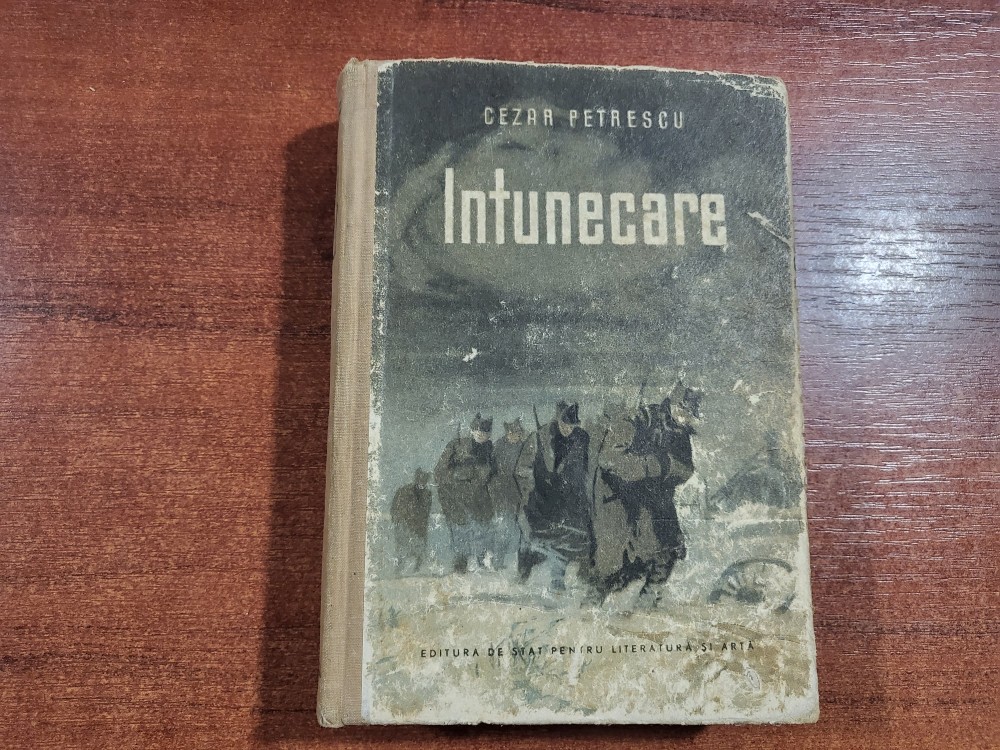 CEZAR PETRESCU
Intunecare
EDITURA DE STAT PENTRU LITERATURĂ ȘI ARTĂ